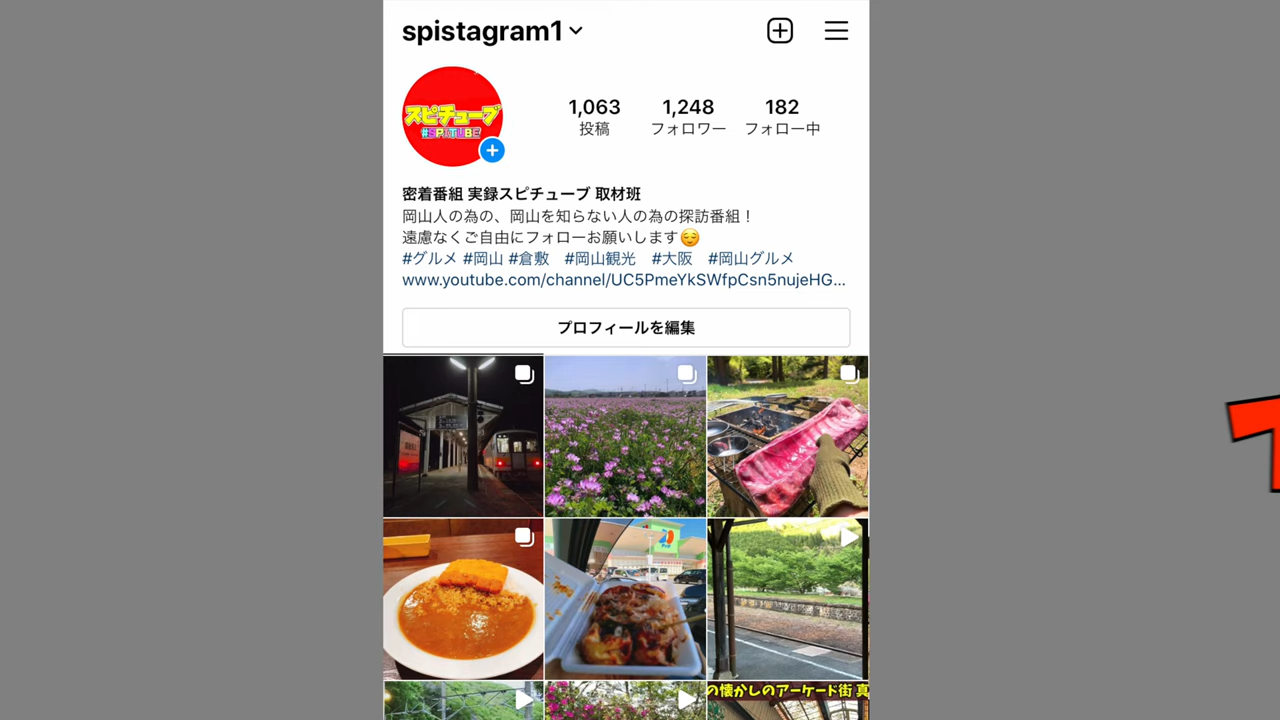 spistagram1
スピチューブ
#SPITUBE
1,063
投稿
1,248
フォロワー
182
フォロー中
密着番組 実録スピチューブ 取材班
岡山人の為の、岡山を知らない人の為の探訪番組！
遠慮なくご自由にフォローお願いします😌
#グルメ #岡山 #倉敷　#岡山観光　#大阪　#岡山グルメ
www.youtube.com/channel/UC5PmeYkSWfpCsn5nujeHG...
プロフィールを編集
の懐かしのアーケード街 真